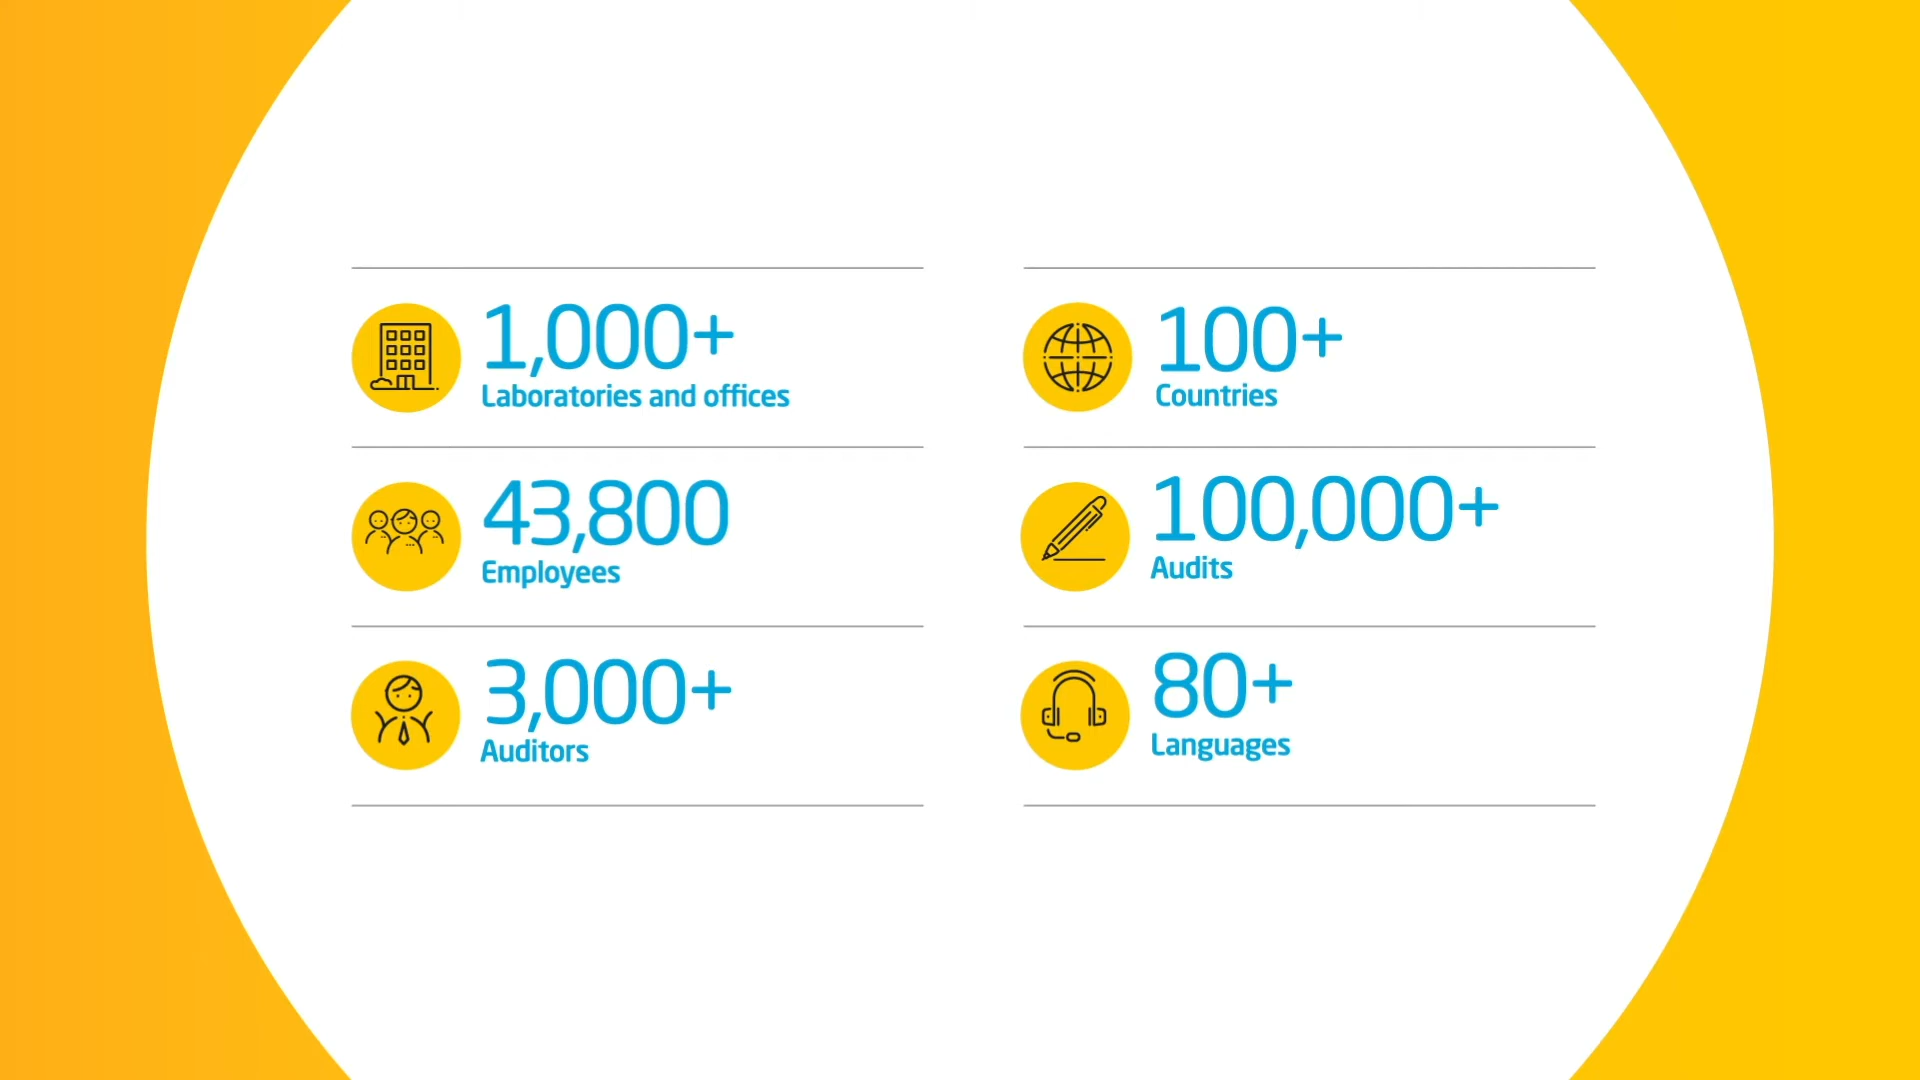 1,000+
Laboratories and offices
100+
Countries
43,800
Employees
100,000+
Audits
3,000+
Auditors
80+
Languages